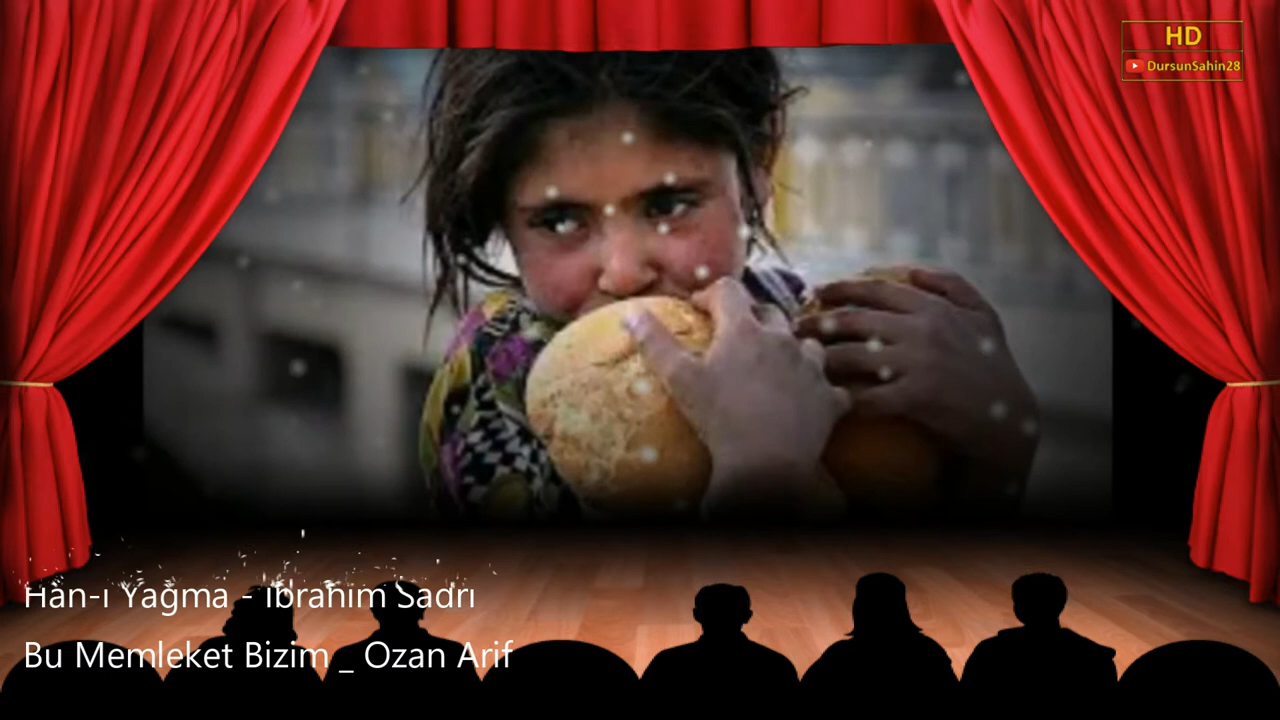 HD
DursunSahin28
Han-ı Yağma - İbrahim Sadri
Bu Memleket Bizim _ Ozan Arif